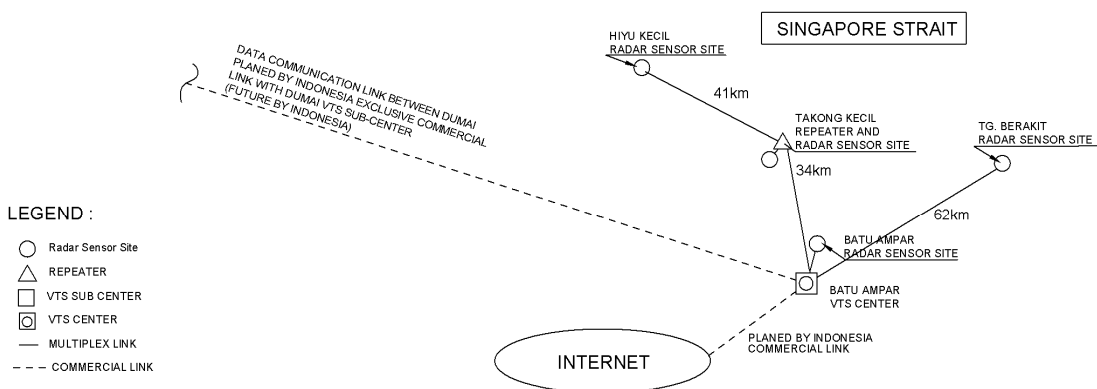 SINGAPORE STRAIT
HIYU KECIL
RADAR SENSOR SITE
DATA COMMUNICATION LINK BETWEEN DUMAI
PLANED BY INDONESIA EXCLUSIVE COMMERCIAL
LINK WITH DUMAI VTS SUB-CENTER
(FUTURE BY INDONESIA)
41km
TAKONG KECIL
REPEATER AND
RADAR SENSOR SITE
TG. BERAKIT
RADAR SENSOR SITE
34km
62km
LEGEND :
Radar Sensor Site
REPEATER
VTS SUB CENTER
VTS CENTER
MULTIPLEX LINK
COMMERCIAL LINK
BATU AMPAR
RADAR SENSOR SITE
BATU AMPAR
VTS CENTER
PLANED BY INDONESIA
COMMERCIAL LINK
INTERNET